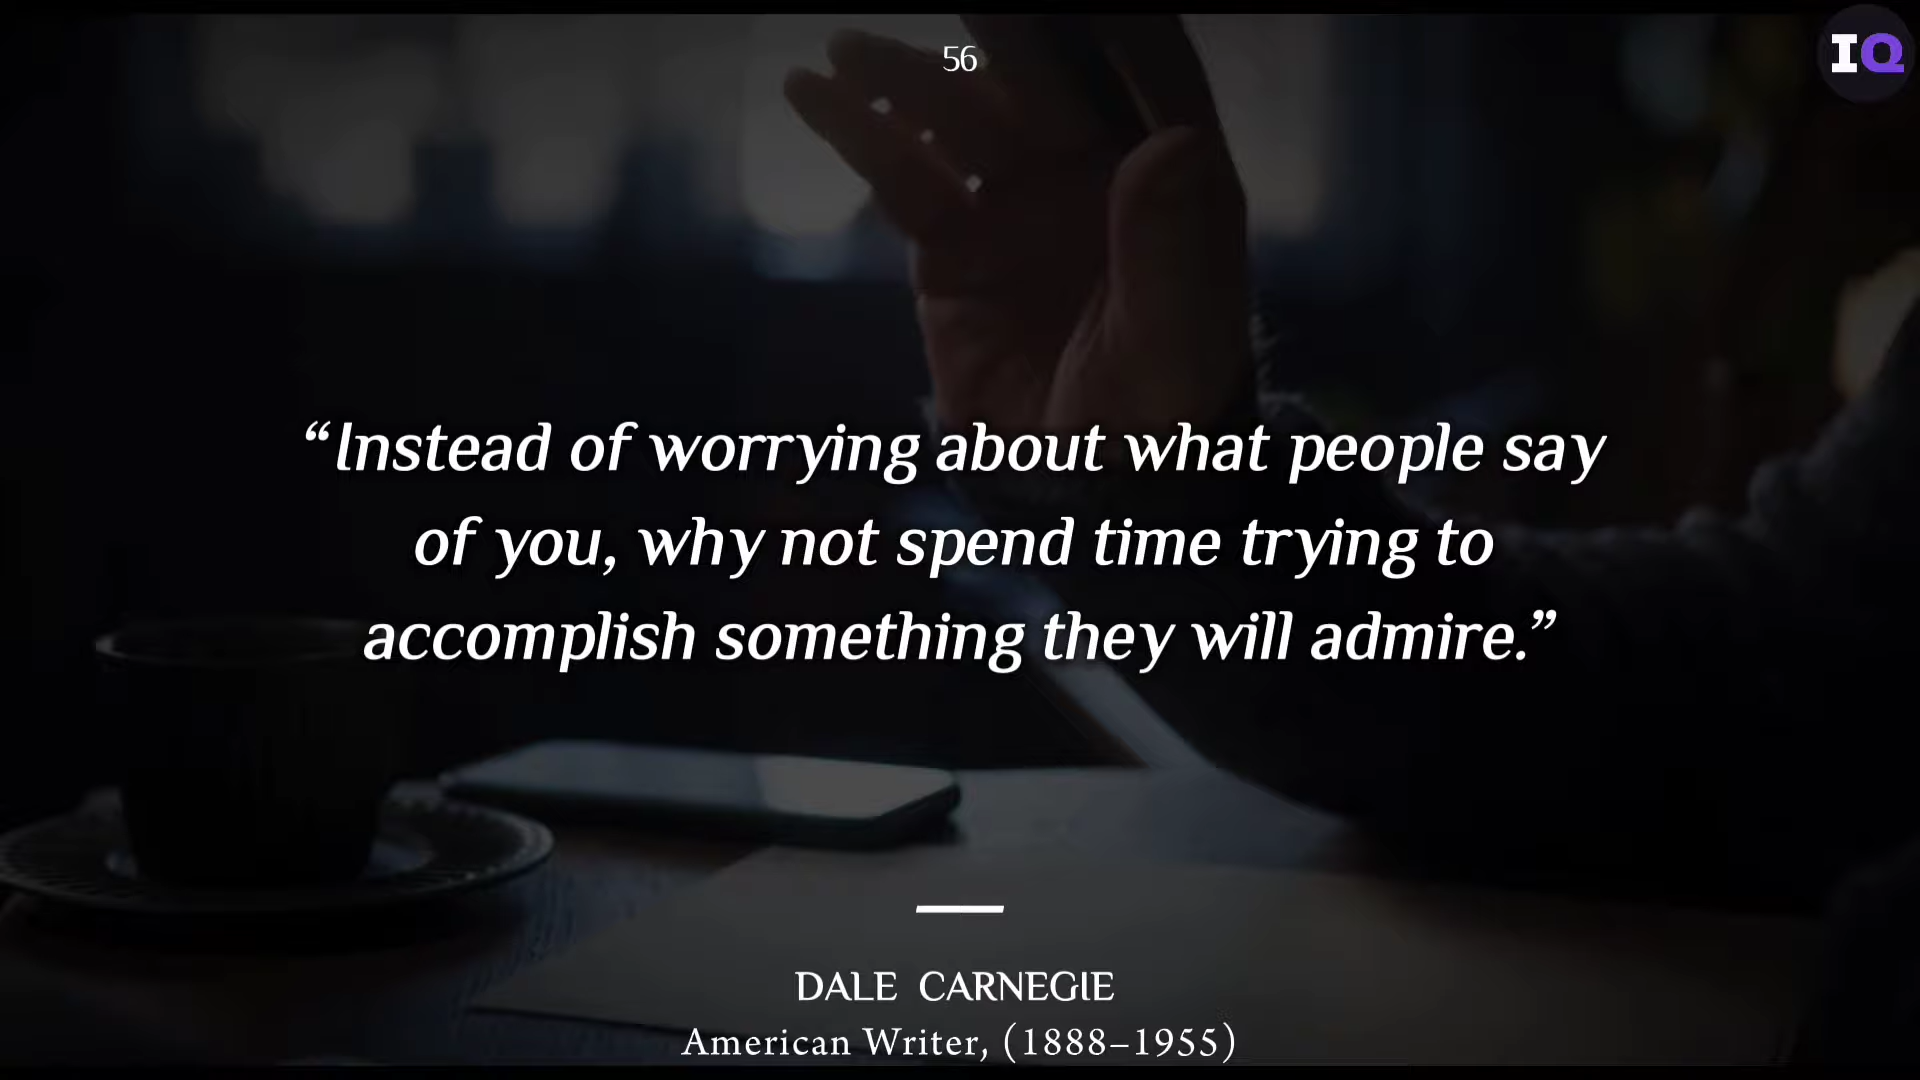 56
IQ
“Instead of worrying about what people say
of you, why not spend time trying to
accomplish something they will admire.”
DALE CARNEGIE
American Writer, (1888–1955)